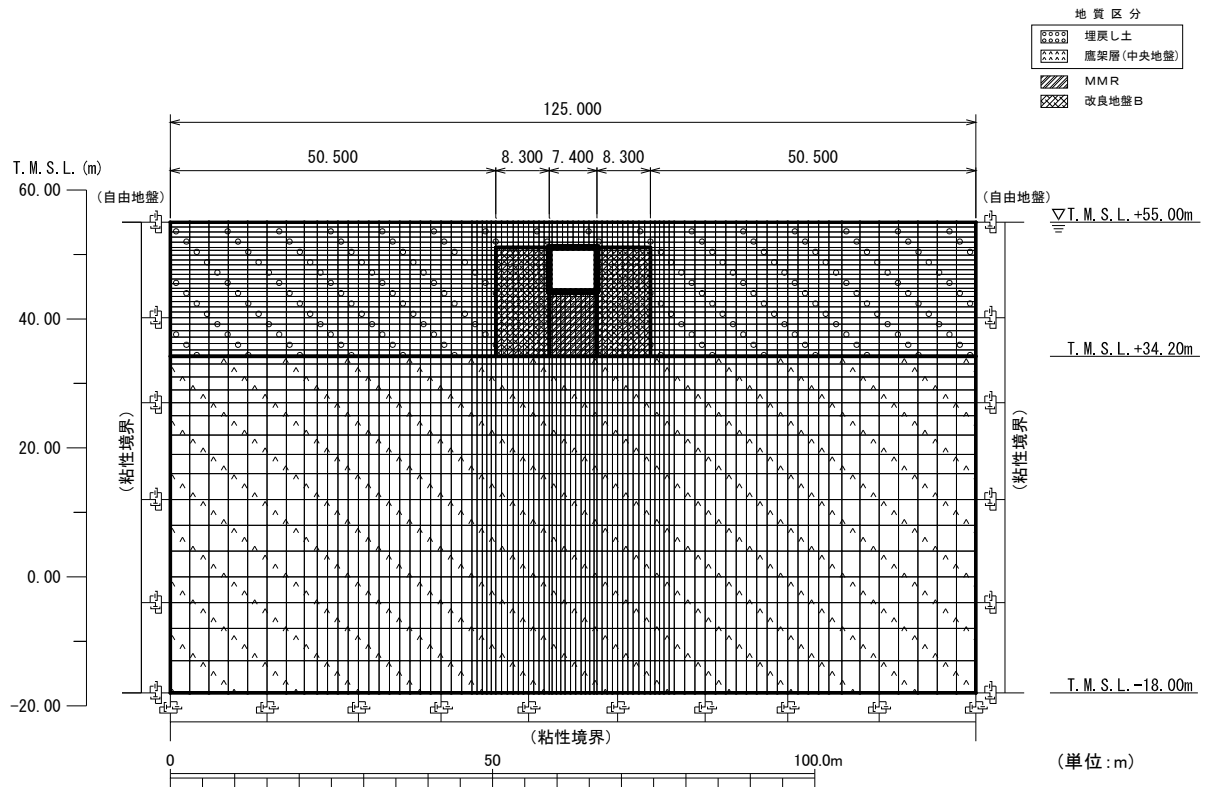 地質区分
埋戻し土
鷹架層(中央地盤)
MMR
改良地盤B
125.000
50.500 8.300 7.400 8.300 50.500
T.M.S.L.(m)
60.00
(自由地盤)
(自由地盤)
▽T.M.S.L.+55.00m
40.00
T.M.S.L.+34.20m
20.00
(粘性境界)
(粘性境界)
0.00
-20.00
T.M.S.L.-18.00m
(粘性境界)
0 50 100.0m
(単位:m)